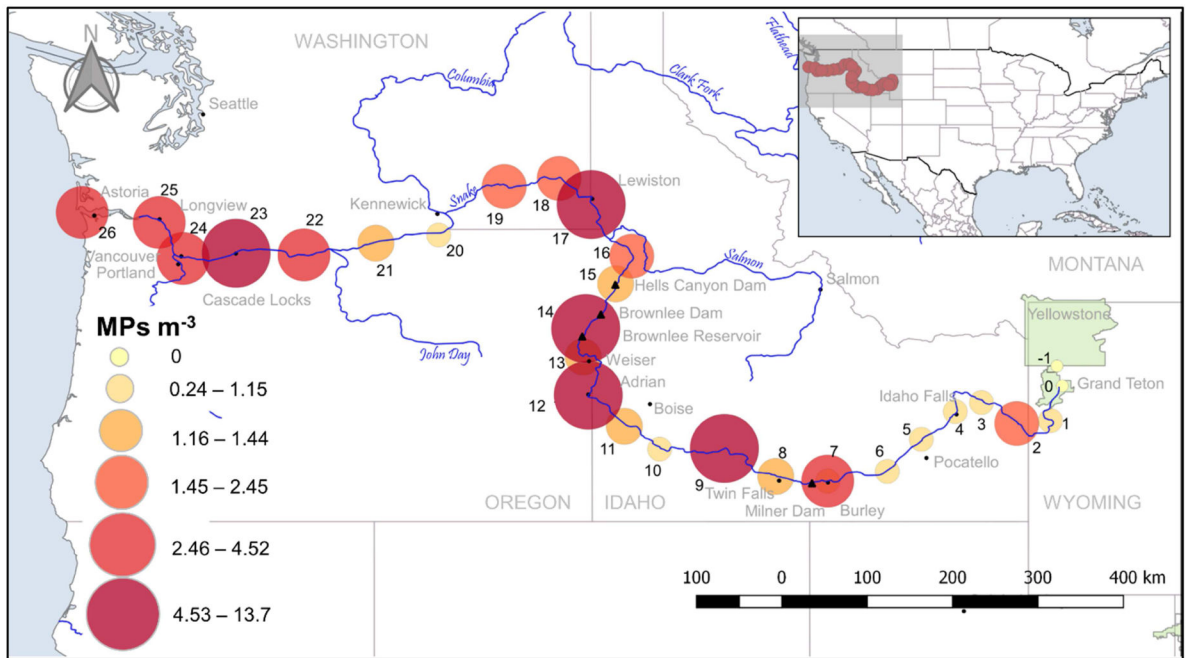 N
WASHINGTON
Columbia
Flathead
Clark Fork
Seattle
Astoria
25
Longview
24
23
22
Kennewick
Snake
19
18
Lewiston
17
26
Vancouver
Portland
21
20
16
Salmon
Cascade Locks
15
Hells Canyon Dam
Salmon
MONTANA
MPs m-3
14
Brownlee Dam
Yellowstone
0
Brownlee Reservoir
John Day
13
Weiser
-1
0.24 – 1.15
12
Adrian
0
Grand Teton
Boise
Idaho Falls
4
3
1
1.16 – 1.44
11
10
5
2
6
Pocatello
1.45 – 2.45
9
8
7
Twin Falls
OREGON
IDAHO
Milner Dam
Burley
WYOMING
2.46 – 4.52
100
0
100
200
300
400 km
4.53 – 13.7